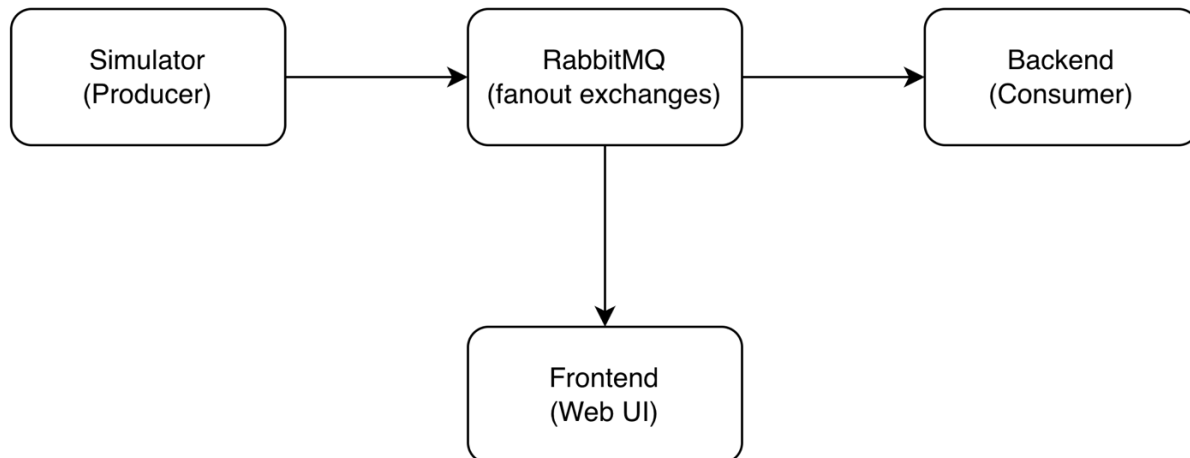 Simulator
(Producer)
RabbitMQ
(fanout exchanges)
Backend
(Consumer)
Frontend
(Web UI)